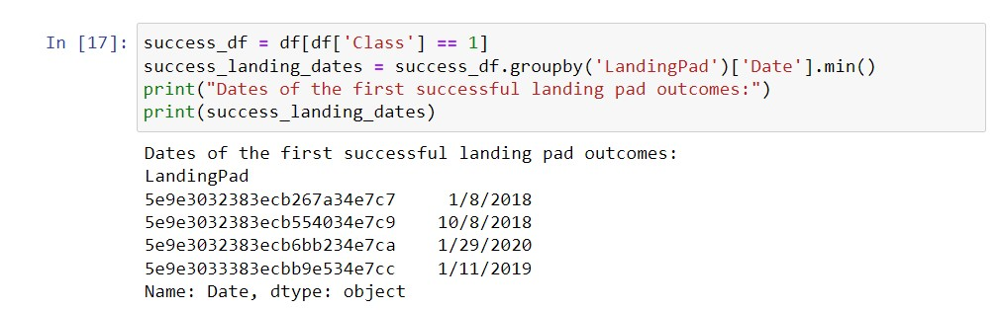 In [17]: success_df = df[df['Class'] == 1]
success_landing_dates = success_df.groupby('LandingPad')['Date'].min()
print("Dates of the first successful landing pad outcomes:")
print(success_landing_dates)
Dates of the first successful landing pad outcomes:
LandingPad
5e9e3032383ecb267a34e7c7     1/8/2018
5e9e3032383ecb554034e7c9    10/8/2018
5e9e3032383ecb6bb234e7ca    1/29/2020
5e9e3033383ecbb9e534e7cc    1/11/2019
Name: Date, dtype: object